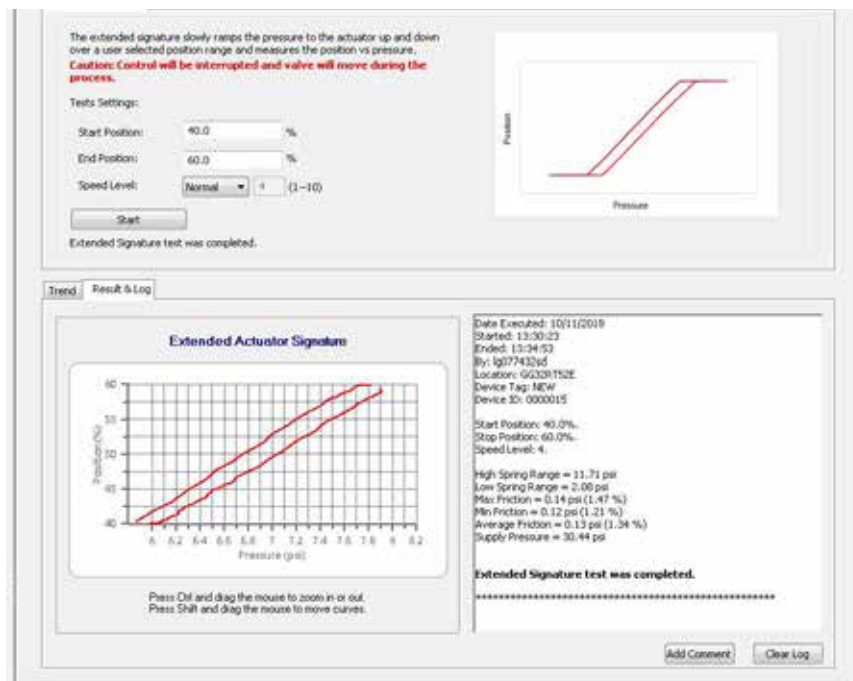 The extended signature slowly ramps the pressure to the actuator up and down
over a user selected position range and measures the position vs pressure.
Caution: Control will be interrupted and valve will move during the
process.
Tests Settings:
Start Position: 40.0 %
End Position: 60.0 %
Speed Level: Normal 4 (1~10)
Start
Extended Signature test was completed.
Position
Pressure
Trend
Result & Log
Extended Actuator Signature
Position(%)
60
55
50
45
40
6 6.2 6.4 6.6 6.8 7 7.2 7.4 7.6 7.8 8 8.2
Pressure (psi)
Press Ctrl and drag the mouse to zoom in or out.
Press Shift and drag the mouse to move curves.
Date Executed: 10/11/2018
Started: 13:30:23
Ended: 13:34:53
By: lg077432sd
Location: GG32RT52E
Device Tag: NEW
Device ID: 0000015
Start Position: 40.0%.
Stop Position: 60.0%.
Speed Level: 4.
High Spring Range = 11.71 psi
Low Spring Range = 2.08 psi
Max Friction = 0.14 psi (1.47 %)
Min Friction = 0.12 psi (1.21 %)
Average Friction = 0.13 psi (1.34 %)
Supply Pressure = 30.44 psi
Extended Signature test was completed.
Add Comment
Clear Log